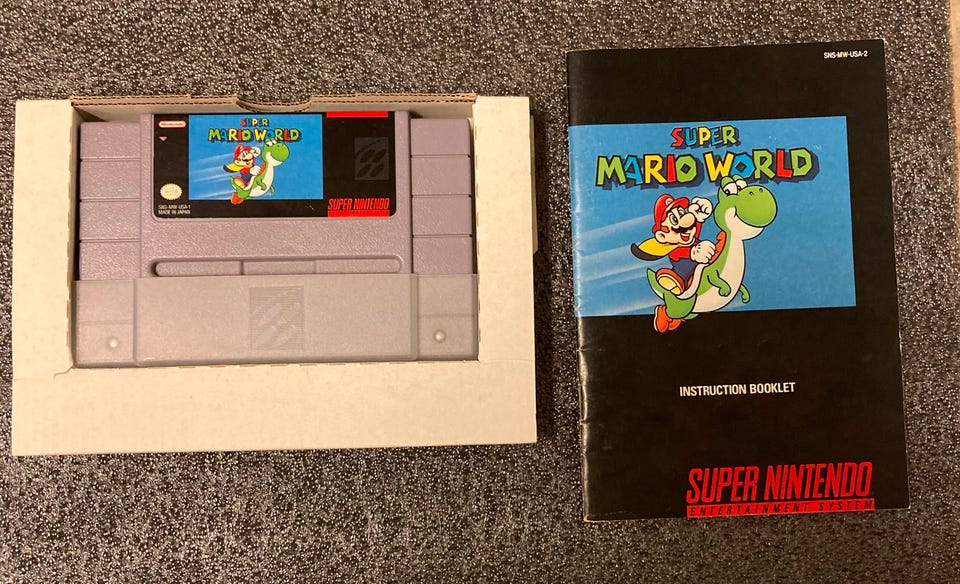 Nintendo
SUPER
MARIO WORLD
SNS-MW-USA-1
MADE IN JAPAN
SUPER NINTENDO
SNS-MW-USA-2
SUPER
MARIO WORLD
TM
INSTRUCTION BOOKLET
SUPER NINTENDO
ENTERTAINMENT SYSTEM